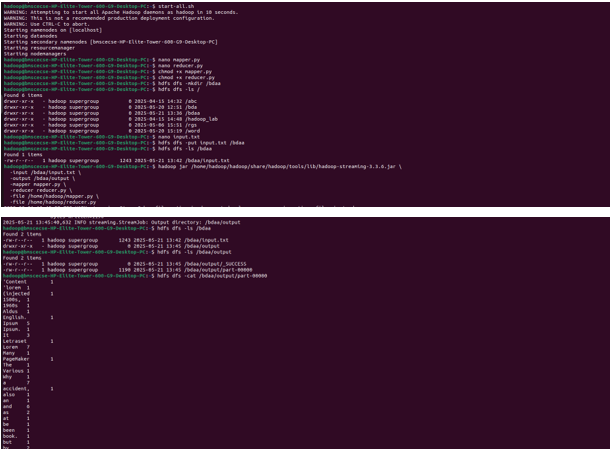 hadoop@bmscecse-HP-Elite-Tower-600-G9-Desktop-PC:~$ start-all.sh
WARNING: Attempting to start all Apache Hadoop daemons as hadoop in 10 seconds.
WARNING: This is not a recommended production deployment configuration.
WARNING: Use CTRL-C to abort.
Starting namenodes on [localhost]
Starting datanodes
Starting secondary namenodes [bmscecse-HP-Elite-Tower-600-G9-Desktop-PC]
Starting resourcemanager
Starting nodemanagers
hadoop@bmscecse-HP-Elite-Tower-600-G9-Desktop-PC:~$ nano mapper.py
hadoop@bmscecse-HP-Elite-Tower-600-G9-Desktop-PC:~$ nano reducer.py
hadoop@bmscecse-HP-Elite-Tower-600-G9-Desktop-PC:~$ chmod +x mapper.py
hadoop@bmscecse-HP-Elite-Tower-600-G9-Desktop-PC:~$ chmod +x reducer.py
hadoop@bmscecse-HP-Elite-Tower-600-G9-Desktop-PC:~$ hdfs dfs -mkdir /bdaa
hadoop@bmscecse-HP-Elite-Tower-600-G9-Desktop-PC:~$ hdfs dfs -ls /
Found 6 items
drwxr-xr-x - hadoop supergroup 0 2025-04-15 14:32 /abc
drwxr-xr-x - hadoop supergroup 0 2025-05-20 12:51 /bda
drwxr-xr-x - hadoop supergroup 0 2025-05-21 13:36 /bdaa
drwxr-xr-x - hadoop supergroup 0 2025-04-15 14:48 /hadoop_lab
drwxr-xr-x - hadoop supergroup 0 2025-05-06 15:51 /rgs
drwxr-xr-x - hadoop supergroup 0 2025-05-20 15:19 /word
hadoop@bmscecse-HP-Elite-Tower-600-G9-Desktop-PC:~$ nano input.txt
hadoop@bmscecse-HP-Elite-Tower-600-G9-Desktop-PC:~$ hdfs dfs -put input.txt /bdaa
hadoop@bmscecse-HP-Elite-Tower-600-G9-Desktop-PC:~$ hdfs dfs -ls /bdaa
Found 1 items
-rw-r--r-- 1 hadoop supergroup 1243 2025-05-21 13:42 /bdaa/input.txt
hadoop@bmscecse-HP-Elite-Tower-600-G9-Desktop-PC:~$ hadoop jar /home/hadoop/hadoop/share/hadoop/tools/lib/hadoop-streaming-3.3.6.jar \
-input /bdaa/input.txt \
-output /bdaa/output \
-mapper mapper.py \
-reducer reducer.py \
-file /home/hadoop/mapper.py \
-file /home/hadoop/reducer.py
2025-05-21 13:45:40,632 INFO streaming.StreamJob: Output directory: /bdaa/output
hadoop@bmscecse-HP-Elite-Tower-600-G9-Desktop-PC:~$ hdfs dfs -ls /bdaa
Found 2 items
-rw-r--r-- 1 hadoop supergroup 1243 2025-05-21 13:42 /bdaa/input.txt
drwxr-xr-x - hadoop supergroup 0 2025-05-21 13:45 /bdaa/output
hadoop@bmscecse-HP-Elite-Tower-600-G9-Desktop-PC:~$ hdfs dfs -ls /bdaa/output
Found 2 items
-rw-r--r-- 1 hadoop supergroup 0 2025-05-21 13:45 /bdaa/output/_SUCCESS
-rw-r--r-- 1 hadoop supergroup 1190 2025-05-21 13:45 /bdaa/output/part-00000
hadoop@bmscecse-HP-Elite-Tower-600-G9-Desktop-PC:~$ hdfs dfs -cat /bdaa/output/part-00000
'Content 1
'lorem 1
(injected 1
1500s, 1
1960s 1
Aldus 1
English. 1
Ipsum 5
Ipsum. 1
It 3
Letraset 1
Lorem 7
Many 1
PageMaker 1
The 1
Various 1
Why 1
a 7
accident, 1
also 1
an 1
and 6
as 2
at 1
be 1
been 1
book. 1
but 1
by 2